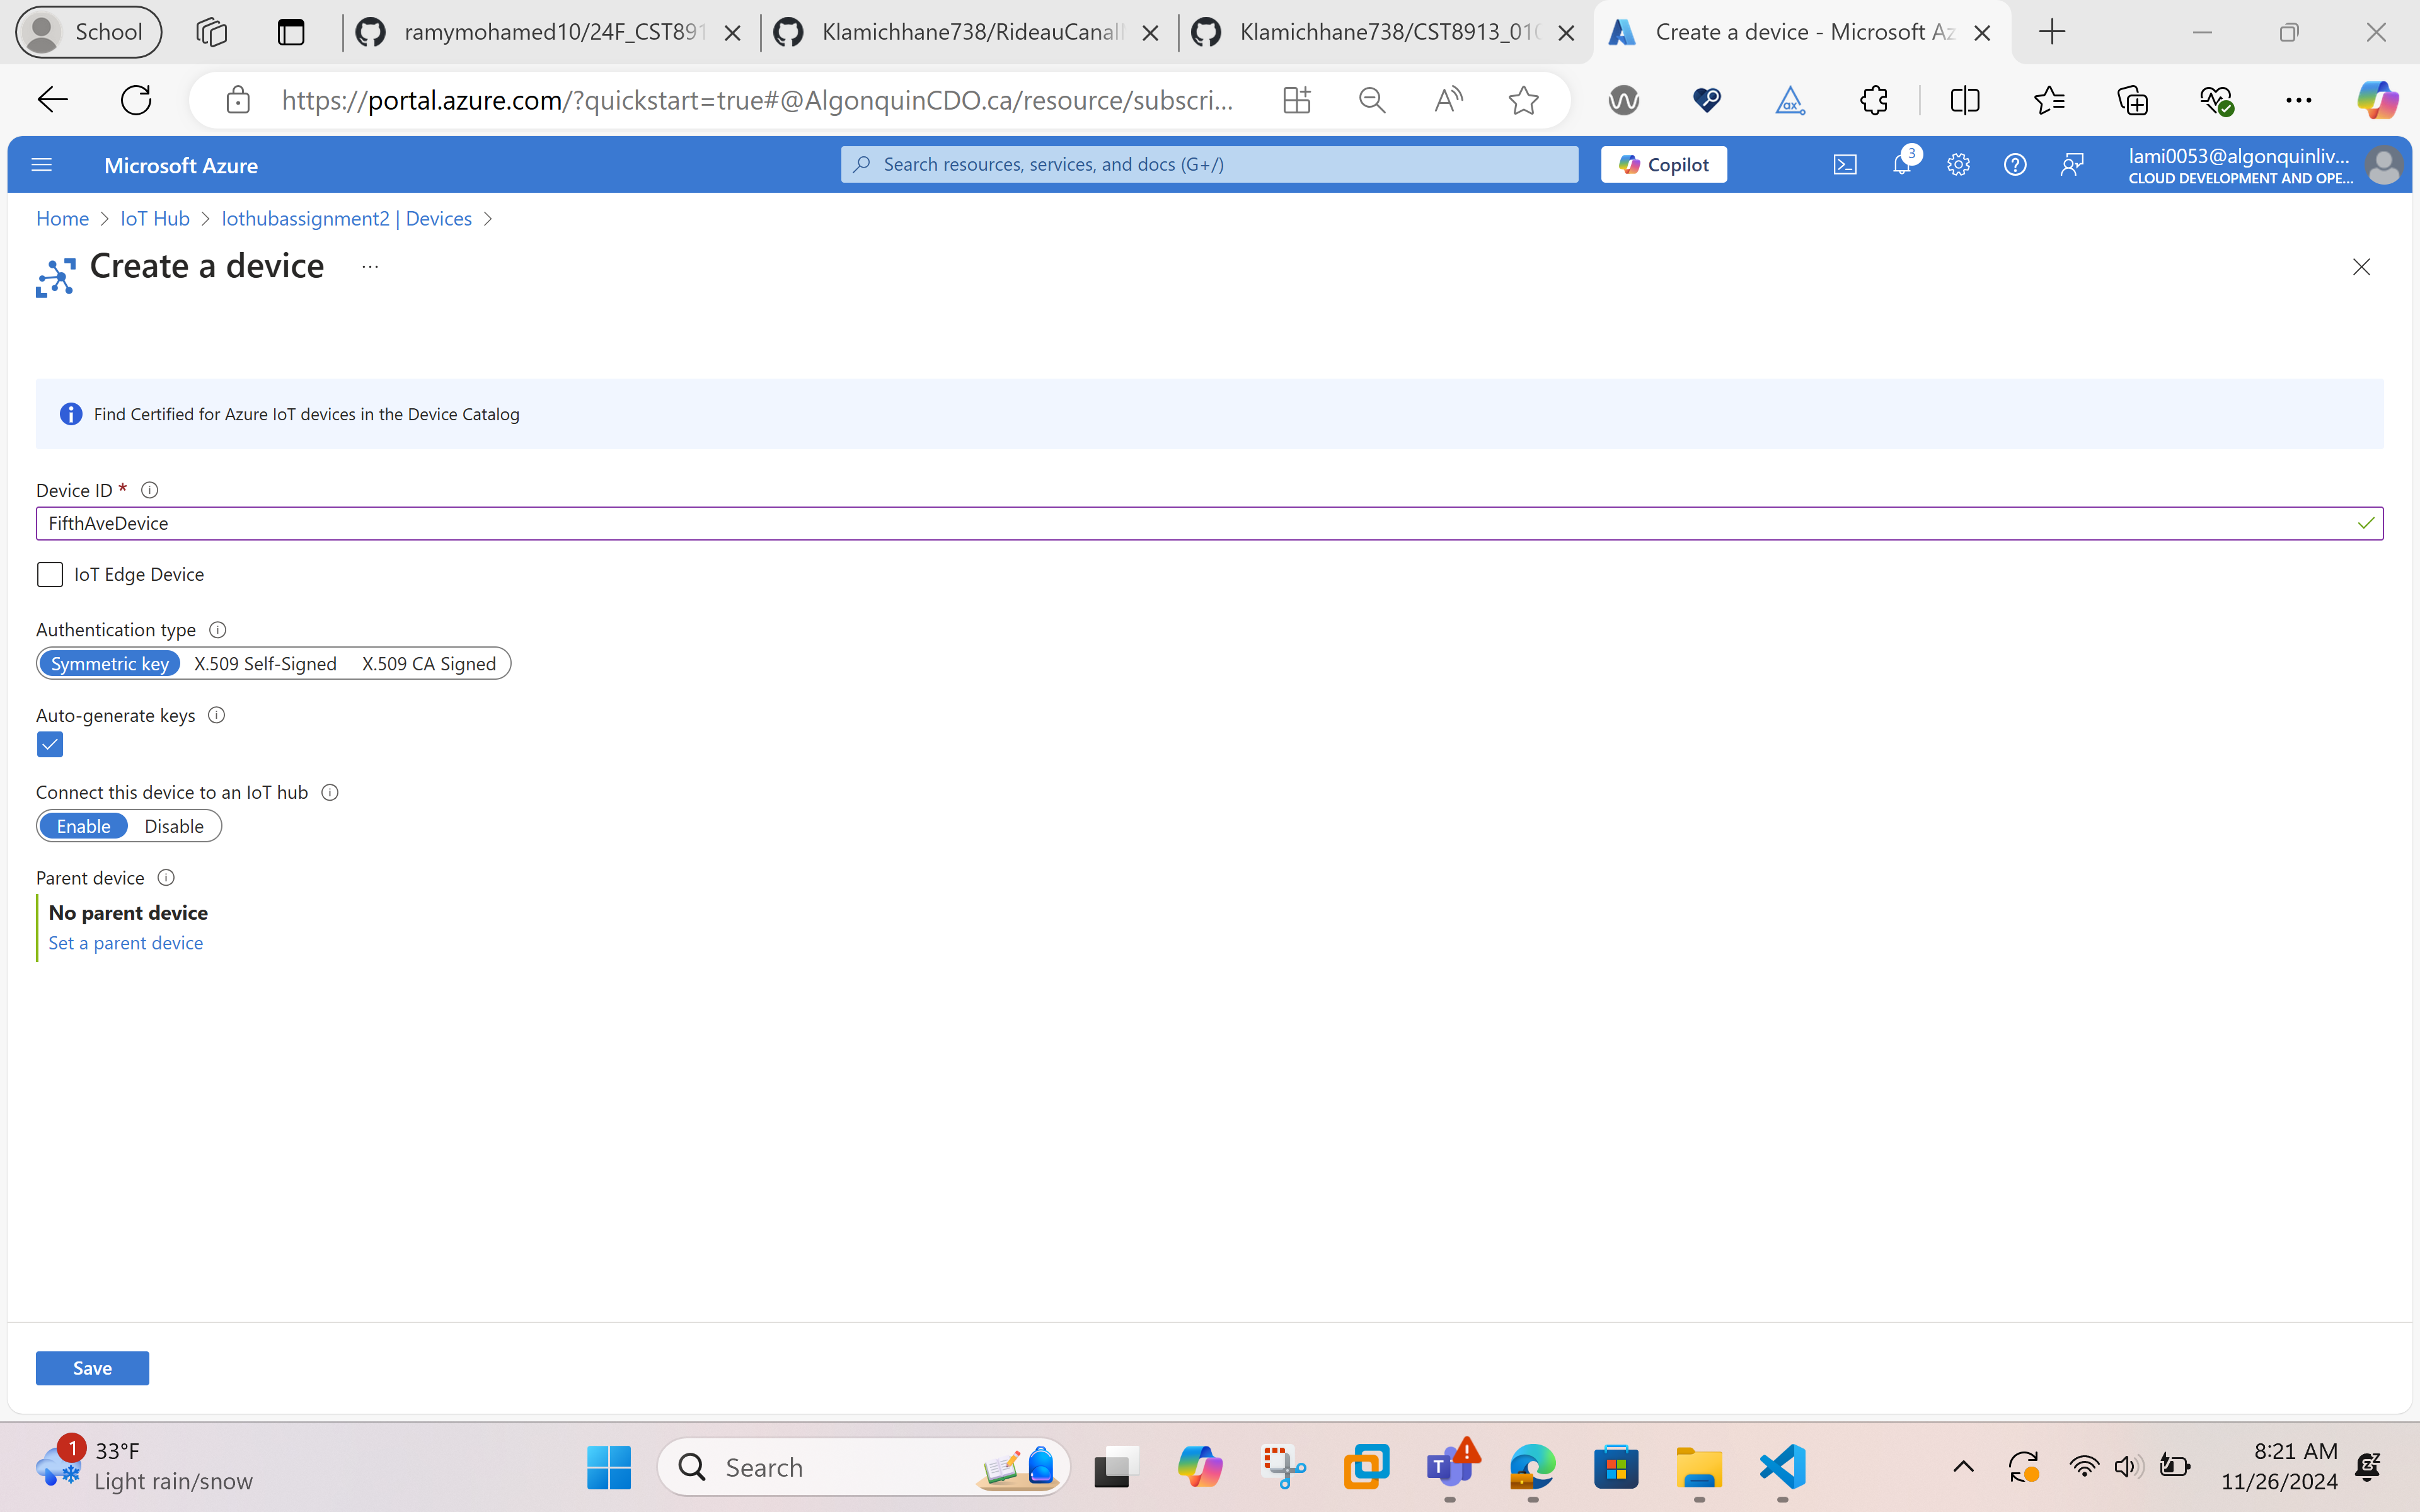 School
ramymohamed10/24F_CST891
Klamichhane738/RideauCanal
Klamichhane738/CST8913_010
Create a device - Microsoft Az
https://portal.azure.com/?quickstart=true#@AlgonquinCDO.ca/resource/subscri...
Microsoft Azure
Search resources, services, and docs (G+/)
Copilot
3
lami0053@algonquinliv...
CLOUD DEVELOPMENT AND OPE...
Home > IoT Hub > Iothubassignment2 | Devices >
Create a device ...
Find Certified for Azure IoT devices in the Device Catalog
Device ID *
FifthAveDevice
IoT Edge Device
Authentication type
Symmetric key X.509 Self-Signed X.509 CA Signed
Auto-generate keys
Connect this device to an IoT hub
Enable Disable
Parent device
No parent device
Set a parent device
Save
1
33°F
Light rain/snow
Search
8:21 AM
11/26/2024